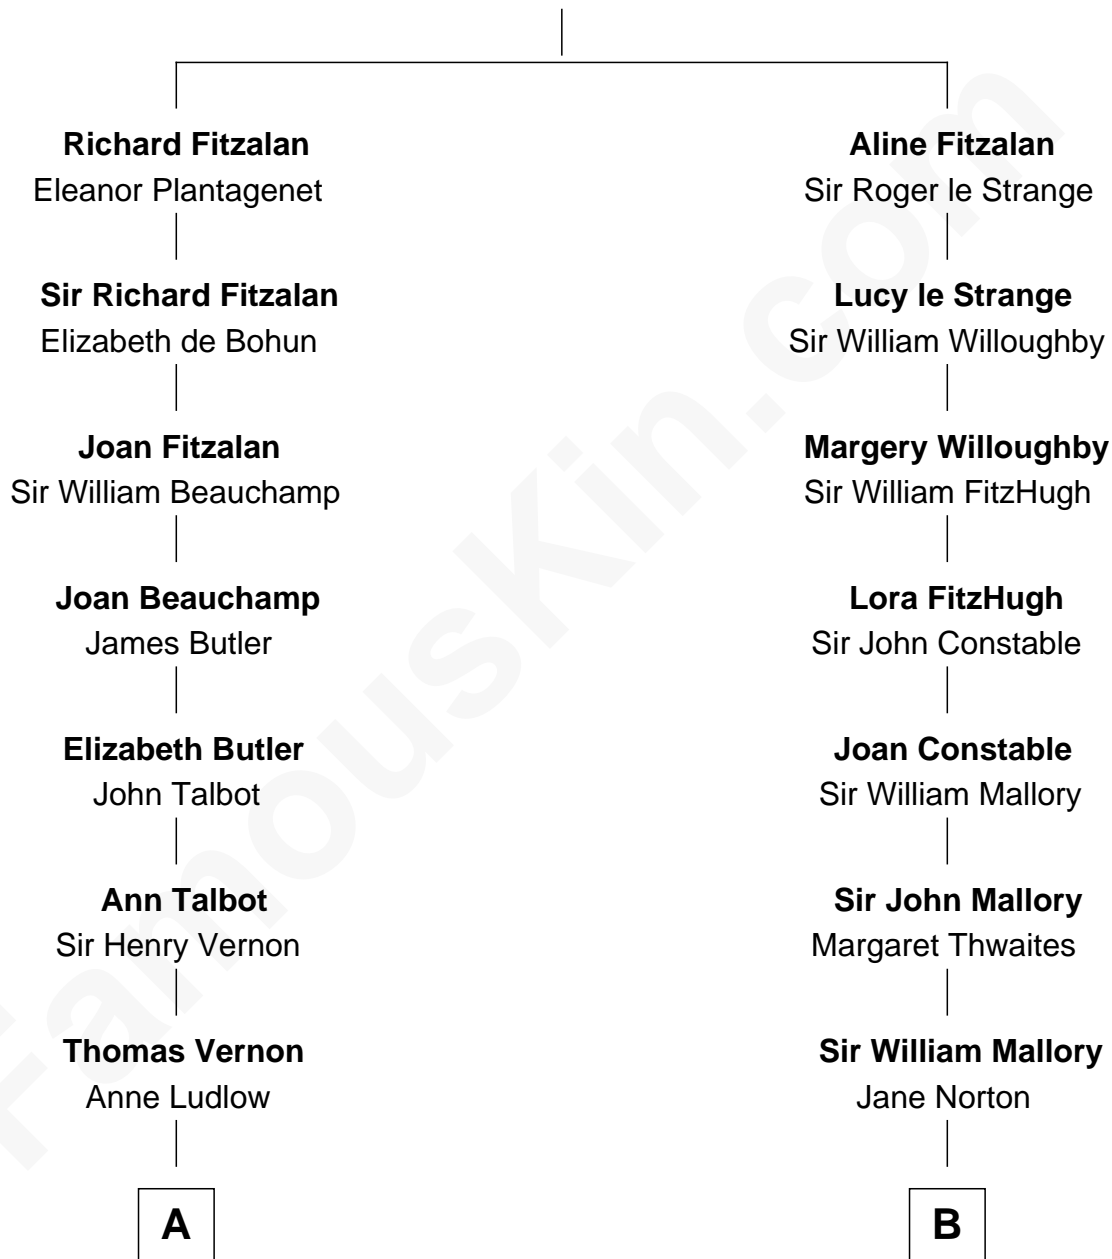 Richard Fitzalan
Eleanor Plantagenet
Sir Richard Fitzalan
Elizabeth de Bohun
Joan Fitzalan
Sir William Beauchamp
Joan Beauchamp
James Butler
Elizabeth Butler
John Talbot
Ann Talbot
Sir Henry Vernon
Thomas Vernon
Anne Ludlow
A
Aline Fitzalan
Sir Roger le Strange
Lucy le Strange
Sir William Willoughby
Margery Willoughby
Sir William FitzHugh
Lora FitzHugh
Sir John Constable
Joan Constable
Sir William Mallory
Sir John Mallory
Margaret Thwaites
Sir William Mallory
Jane Norton
B
FamousKin.com